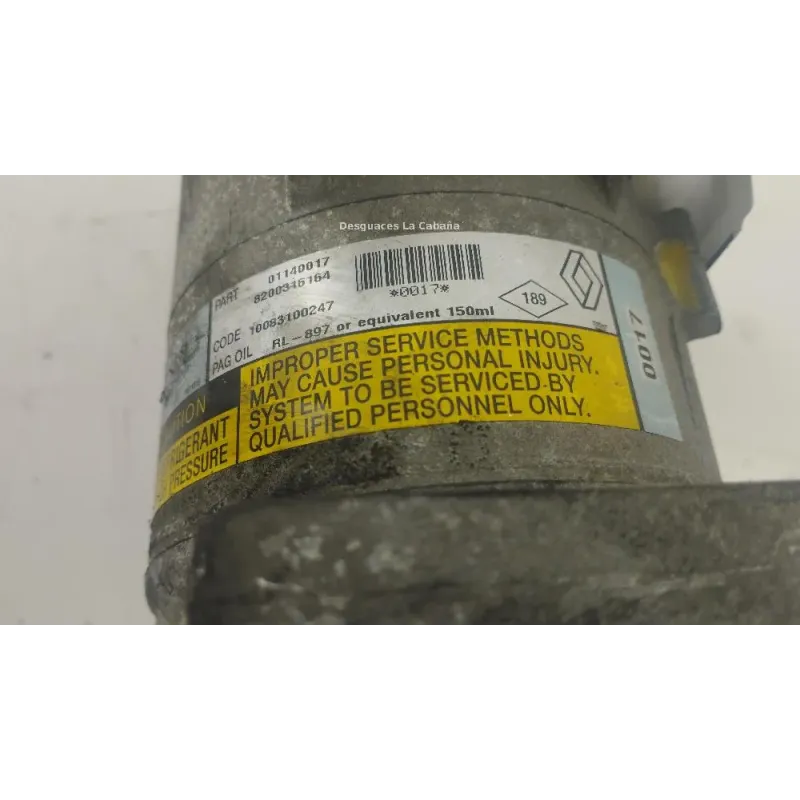 Desguaces La Cabaña
PART 01140017
8200316164
*0017*
CODE 10083100247
189
PAG OIL RL-897 or equivalent 150ml
0017
IMPROPER SERVICE METHODS
MAY CAUSE PERSONAL INJURY.
SYSTEM TO BE SERVICED BY
QUALIFIED PERSONNEL ONLY.
PRESSURE